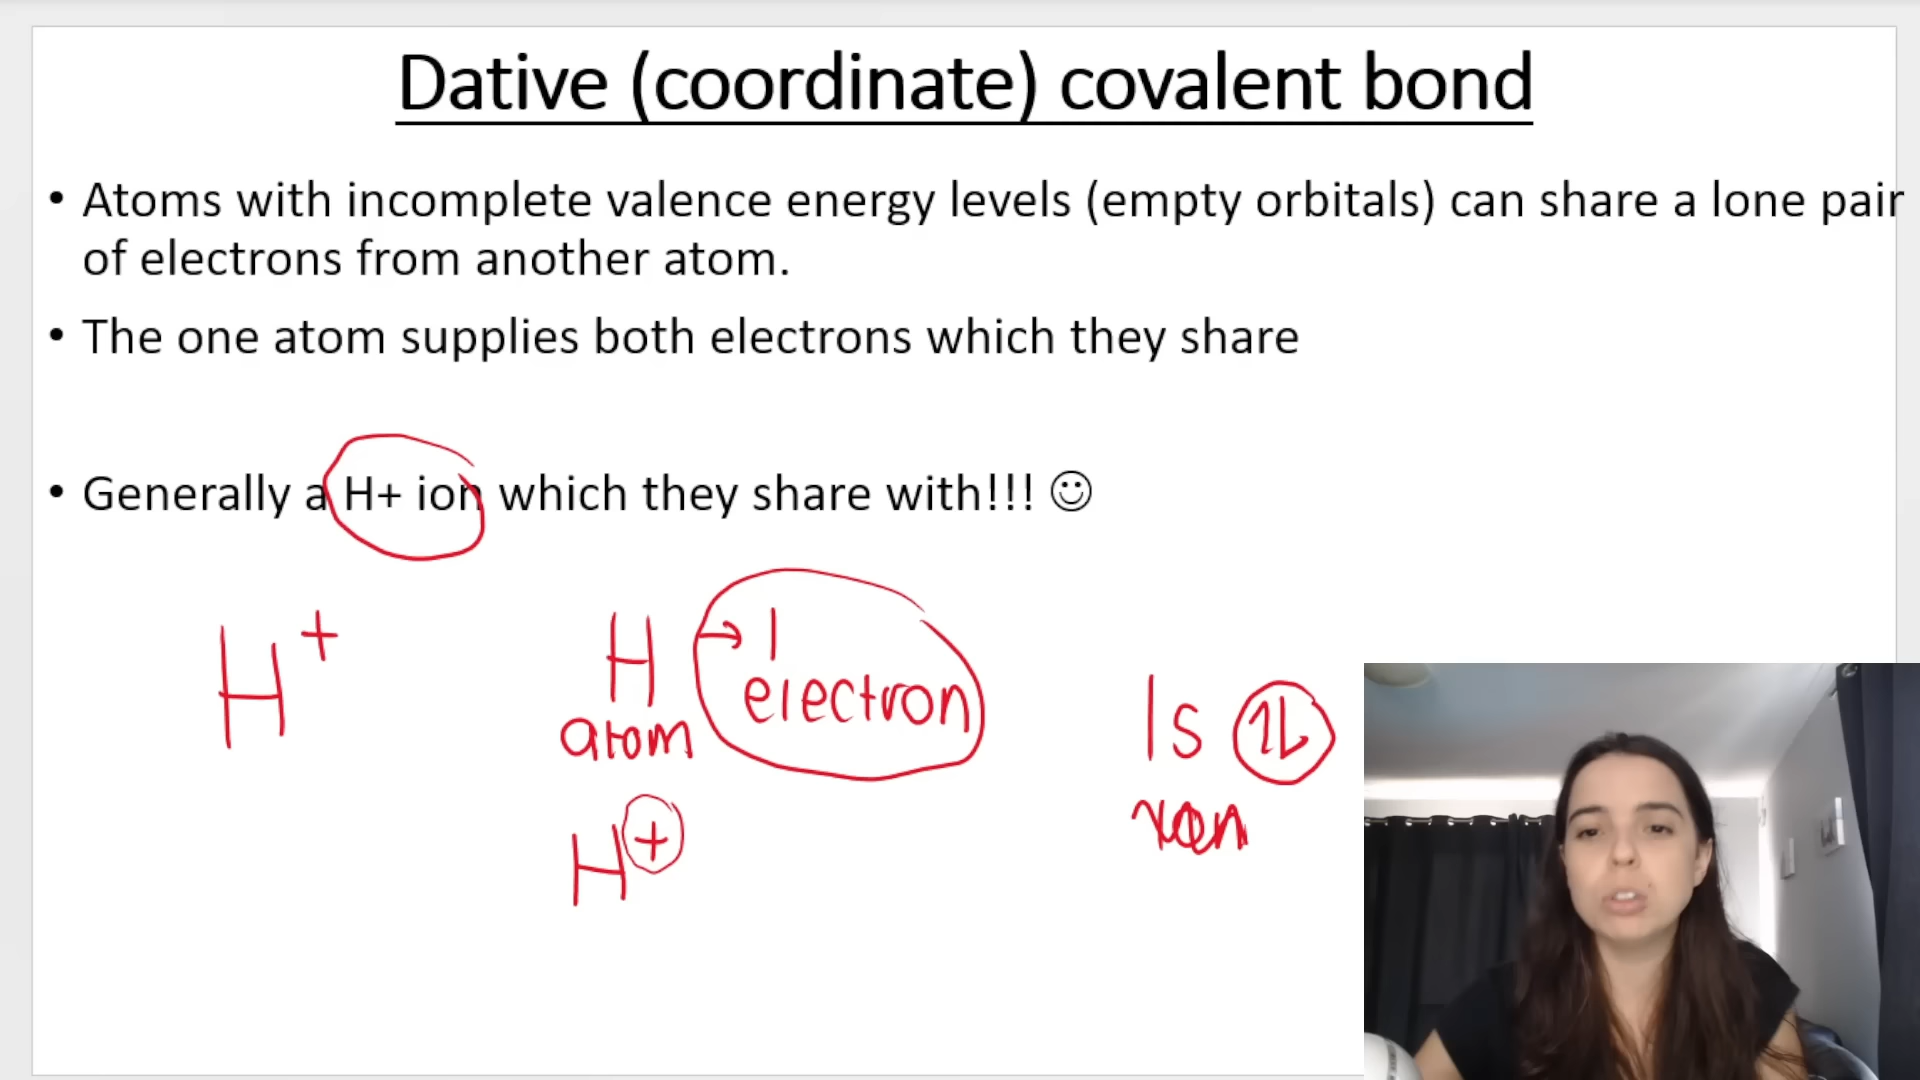 Dative (coordinate) covalent bond
• Atoms with incomplete valence energy levels (empty orbitals) can share a lone pair
of electrons from another atom.
• The one atom supplies both electrons which they share
• Generally a H+ ion which they share with!!! ☺
H+
H → 1
electron
atom
H+
1s ↿⇂